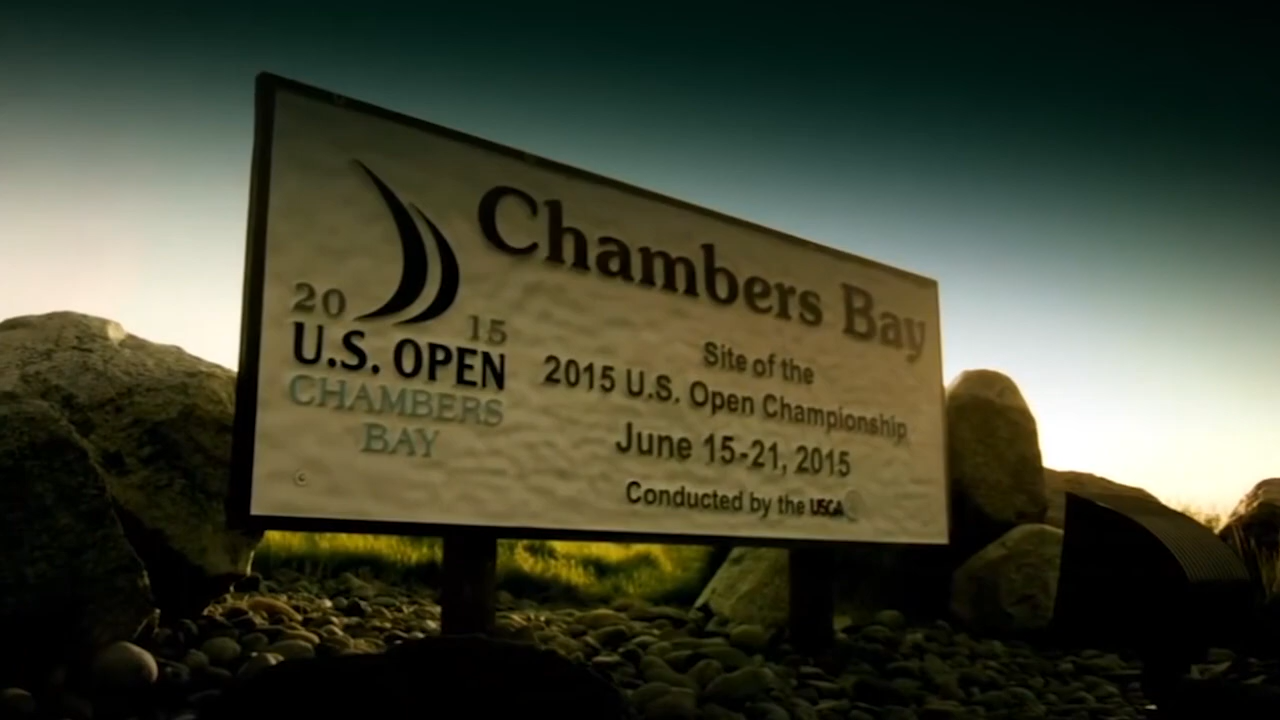 20 15
U.S. OPEN
CHAMBERS
BAY
Chambers Bay
Site of the
2015 U.S. Open Championship
June 15-21, 2015
Conducted by the USGA